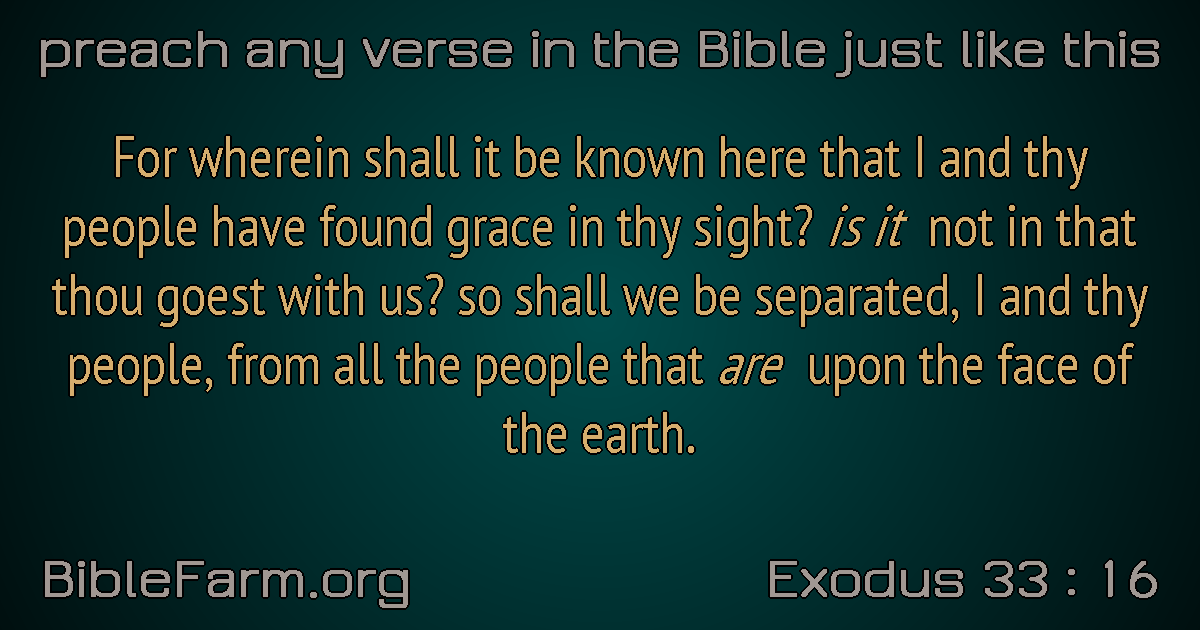 preach any verse in the Bible just like this
For wherein shall it be known here that I and thy
people have found grace in thy sight? is it not in that
thou goest with us? so shall we be separated, I and thy
people, from all the people that are upon the face of
the earth.
BibleFarm.org
Exodus 33 : 16